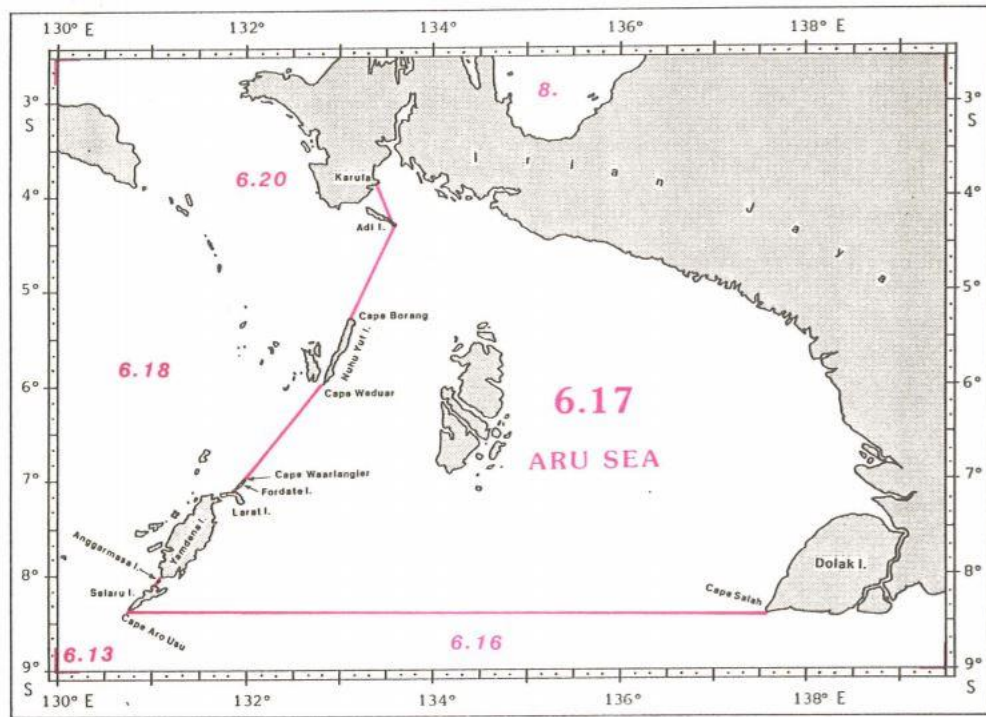 130° E 132° 134° 136° 138° E
3°
S
3°
S
8.
Irian Jaya
6.20
Karufa
4°
4°
Adi I.
5°
5°
Cape Borang
Nuhu Yut I.
6.18
6°
6°
Cape Weduar
6.17
ARU SEA
7°
7°
Cape Waarlangier
Fordate I.
Larat I.
Yamdena I.
Anggarmasa I.
8°
8°
Dolak I.
Selaru I.
Cape Salah
Cape Aro Usu
6.16
6.13
9°
S
9°
S
130° E 132° 134° 136° 138° E